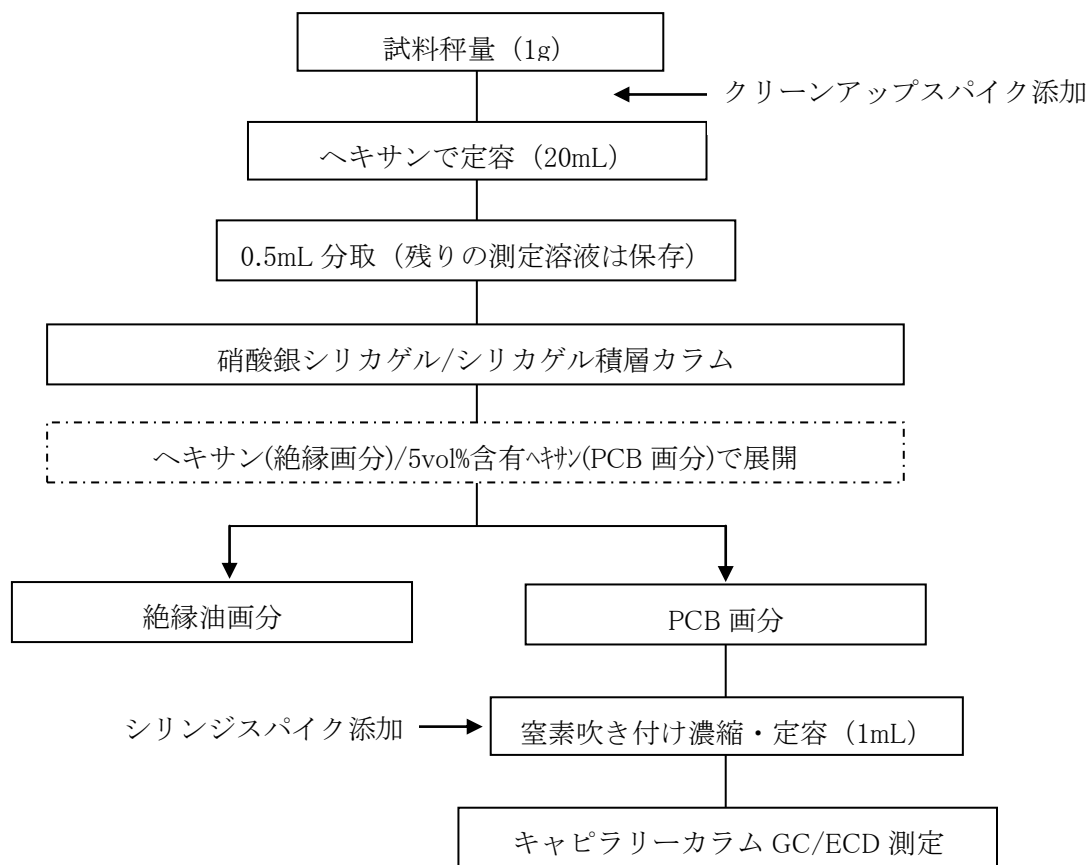 試料秤量（1g）
クリーンアップスパイク添加
ヘキサンで定容（20mL）
0.5mL 分取（残りの測定溶液は保存）
硝酸銀シリカゲル/シリカゲル積層カラム
ヘキサン(絶縁画分)/5vol%含有ﾍｷｻﾝ(PCB 画分)で展開
絶縁油画分
PCB 画分
シリンジスパイク添加
窒素吹き付け濃縮・定容（1mL）
キャピラリーカラム GC/ECD 測定